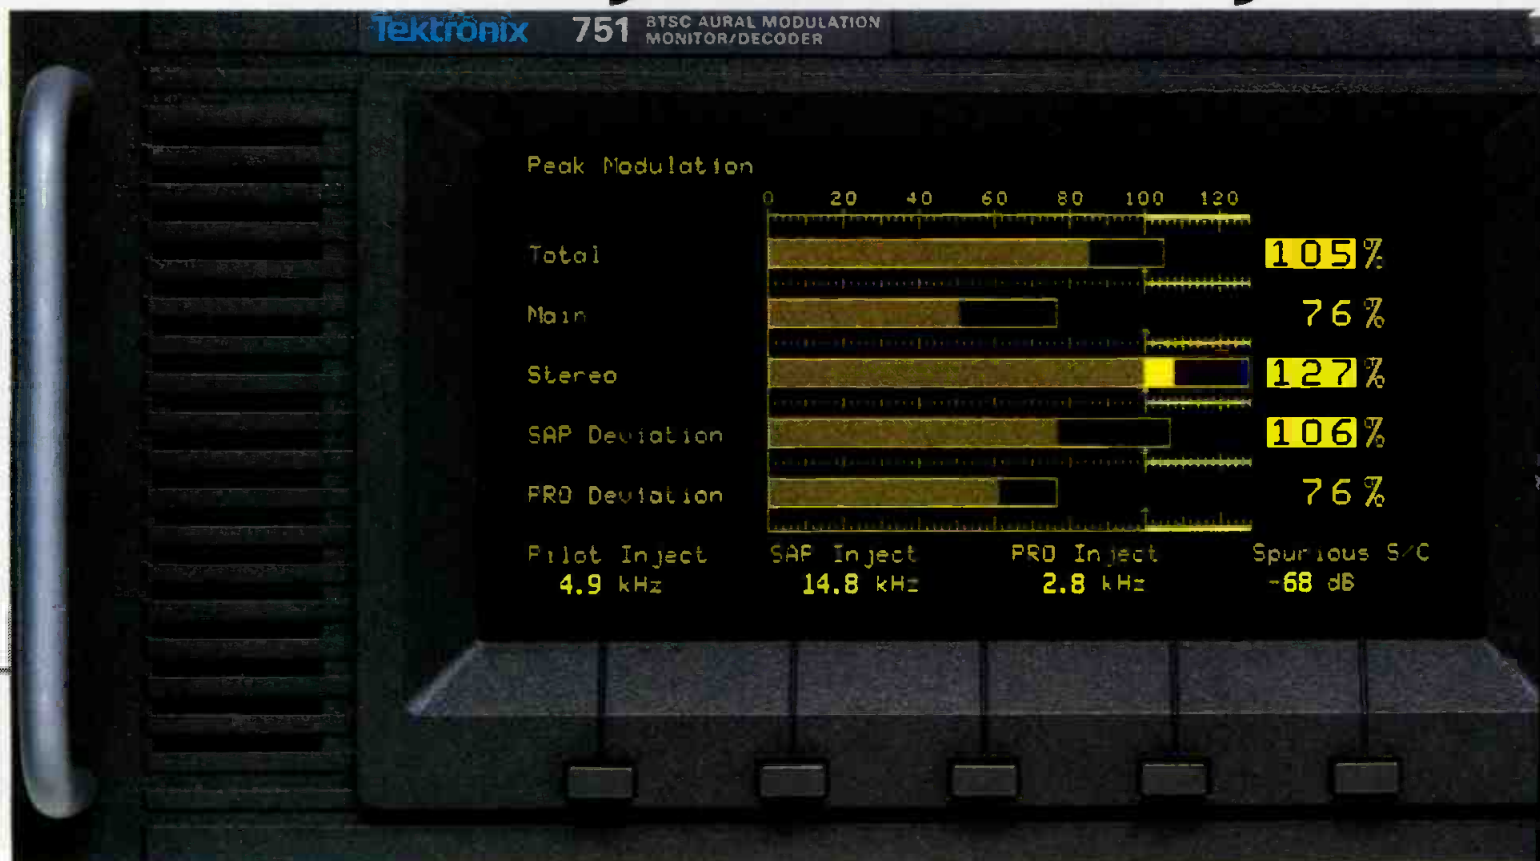 Tektronix 751 BTSC AURAL MODULATION
MONITOR/DECODER
Peak Modulation
0 20 40 60 80 100 120
Total 105%
Main 76%
Stereo 127%
SAP Deviation 106%
PRO Deviation 76%
Pilot Inject SAP Inject PRO Inject Spurious S/C
4.9 kHz 14.8 kHz 2.8 kHz -68 dB